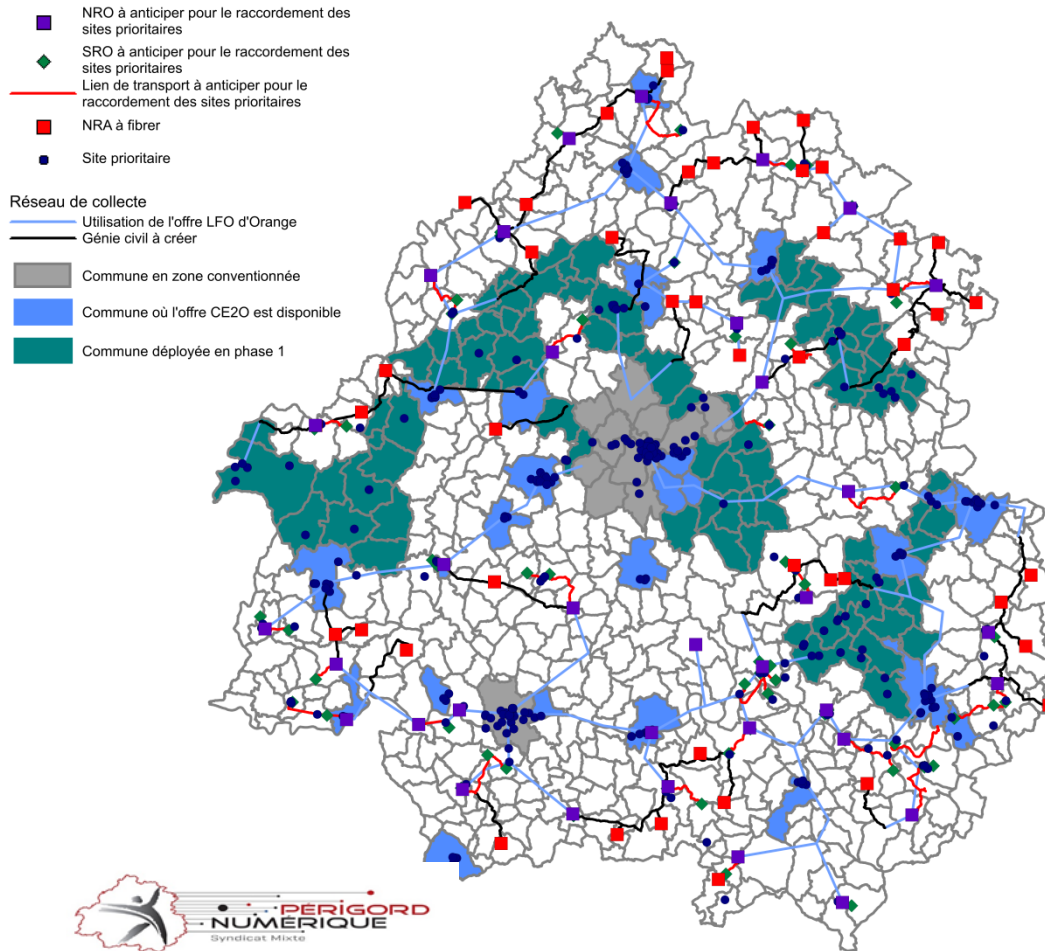 NRO à anticiper pour le raccordement des
sites prioritaires
SRO à anticiper pour le raccordement des
sites prioritaires
Lien de transport à anticiper pour le
raccordement des sites prioritaires
NRA à fibrer
Site prioritaire
Réseau de collecte
Utilisation de l'offre LFO d'Orange
Génie civil à créer
Commune en zone conventionnée
Commune où l'offre CE2O est disponible
Commune déployée en phase 1
PÉRIGORD
NUMÉRIQUE
Syndicat Mixte